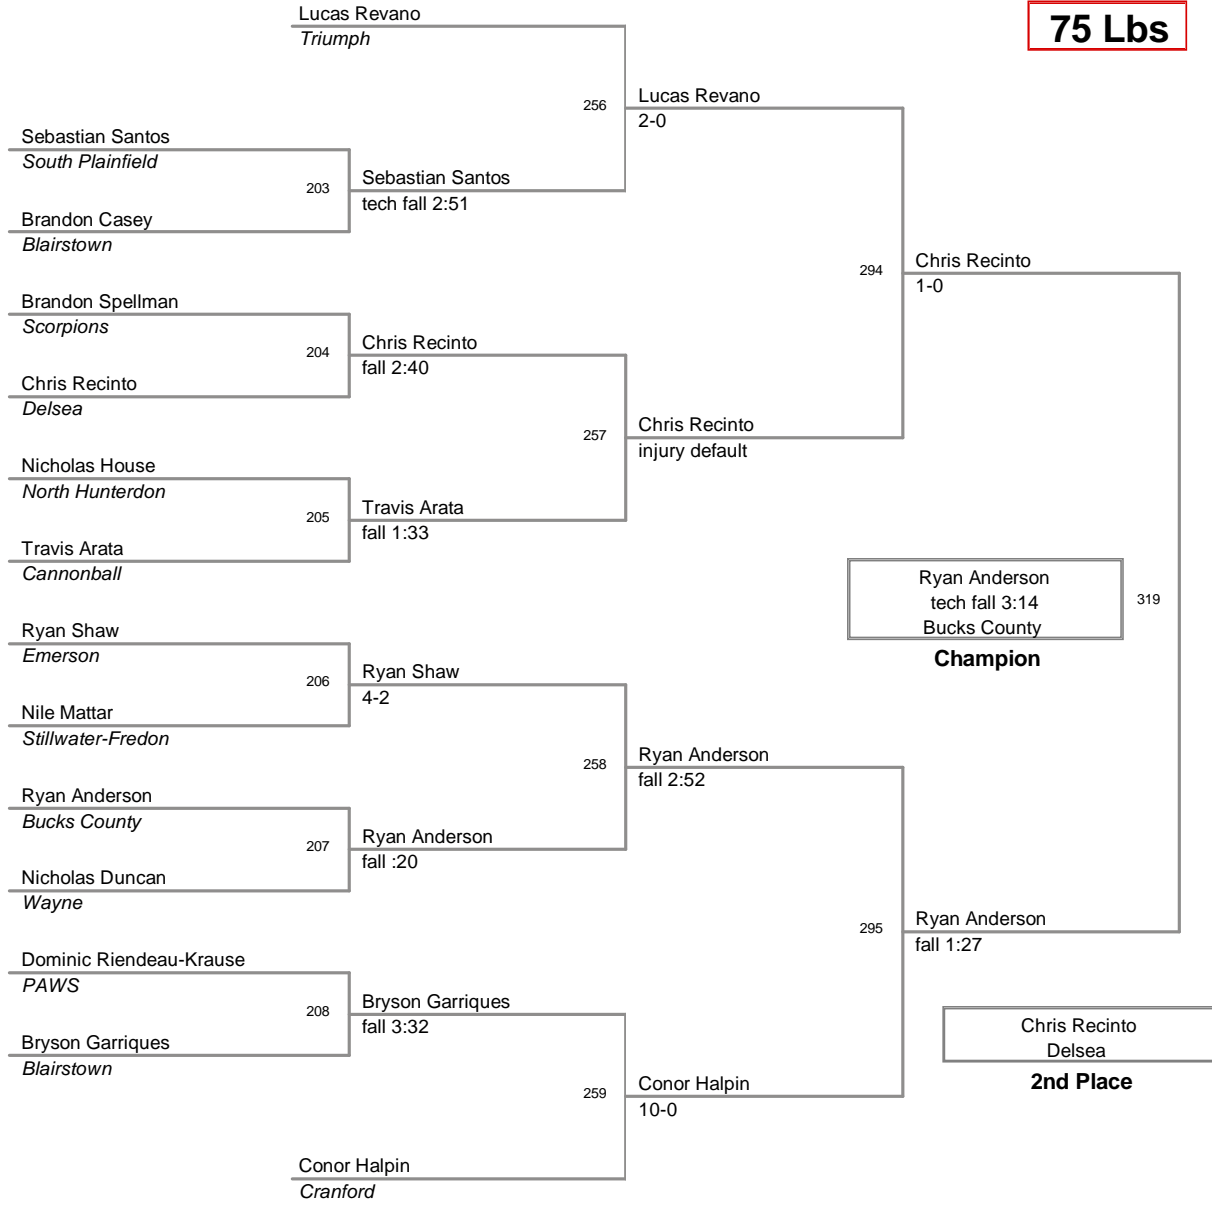 Lucas Revano
Triumph
75 Lbs
256
Lucas Revano
2-0
Sebastian Santos
South Plainfield
203
Sebastian Santos
tech fall 2:51
Brandon Casey
Blairstown
294
Chris Recinto
1-0
Brandon Spellman
Scorpions
204
Chris Recinto
fall 2:40
Chris Recinto
Delsea
257
Chris Recinto
injury default
Nicholas House
North Hunterdon
205
Travis Arata
fall 1:33
Travis Arata
Cannonball
Ryan Anderson
tech fall 3:14
Bucks County
Champion
319
Ryan Shaw
Emerson
206
Ryan Shaw
4-2
Nile Mattar
Stillwater-Fredon
258
Ryan Anderson
fall 2:52
Ryan Anderson
Bucks County
207
Ryan Anderson
fall :20
Nicholas Duncan
Wayne
295
Ryan Anderson
fall 1:27
Dominic Riendeau-Krause
PAWS
208
Bryson Garriques
fall 3:32
Bryson Garriques
Blairstown
Chris Recinto
Delsea
2nd Place
259
Conor Halpin
10-0
Conor Halpin
Cranford